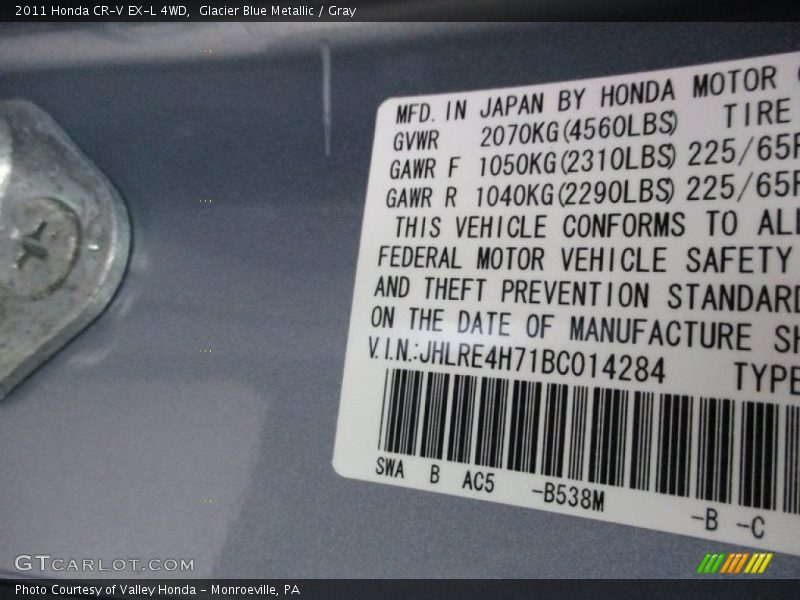 2011 Honda CR-V EX-L 4WD,  Glacier Blue Metallic / Gray
MFD. IN JAPAN BY HONDA MOTOR
GVWR 2070KG(4560LBS) TIRE
GAWR F 1050KG(2310LBS) 225/65R
GAWR R 1040KG(2290LBS) 225/65R
THIS VEHICLE CONFORMS TO ALL
FEDERAL MOTOR VEHICLE SAFETY
AND THEFT PREVENTION STANDARD
ON THE DATE OF MANUFACTURE SH
V.I.N.:JHLRE4H71BC014284 TYPE
SWA B AC5 -B538M -B -C
GTCARLOT.COM
Photo Courtesy of Valley Honda - Monroeville, PA